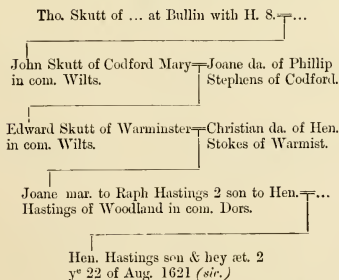 Tho. Skutt of ... at Bullin with H. 8. ...
John Skutt of Codford Mary Joane da. of Phillip
in com. Wilts. Stephens of Codford.
Edward Skutt of Warminster Christian da. of Hen.
in com. Wilts. Stokes of Warmist.
Joane mar. to Raph Hastings 2 son to Hen. ...
Hastings of Woodland in com. Dors.
Hen. Hastings son & hey æt. 2
yᵉ 22 of Aug. 1621 (sic.)